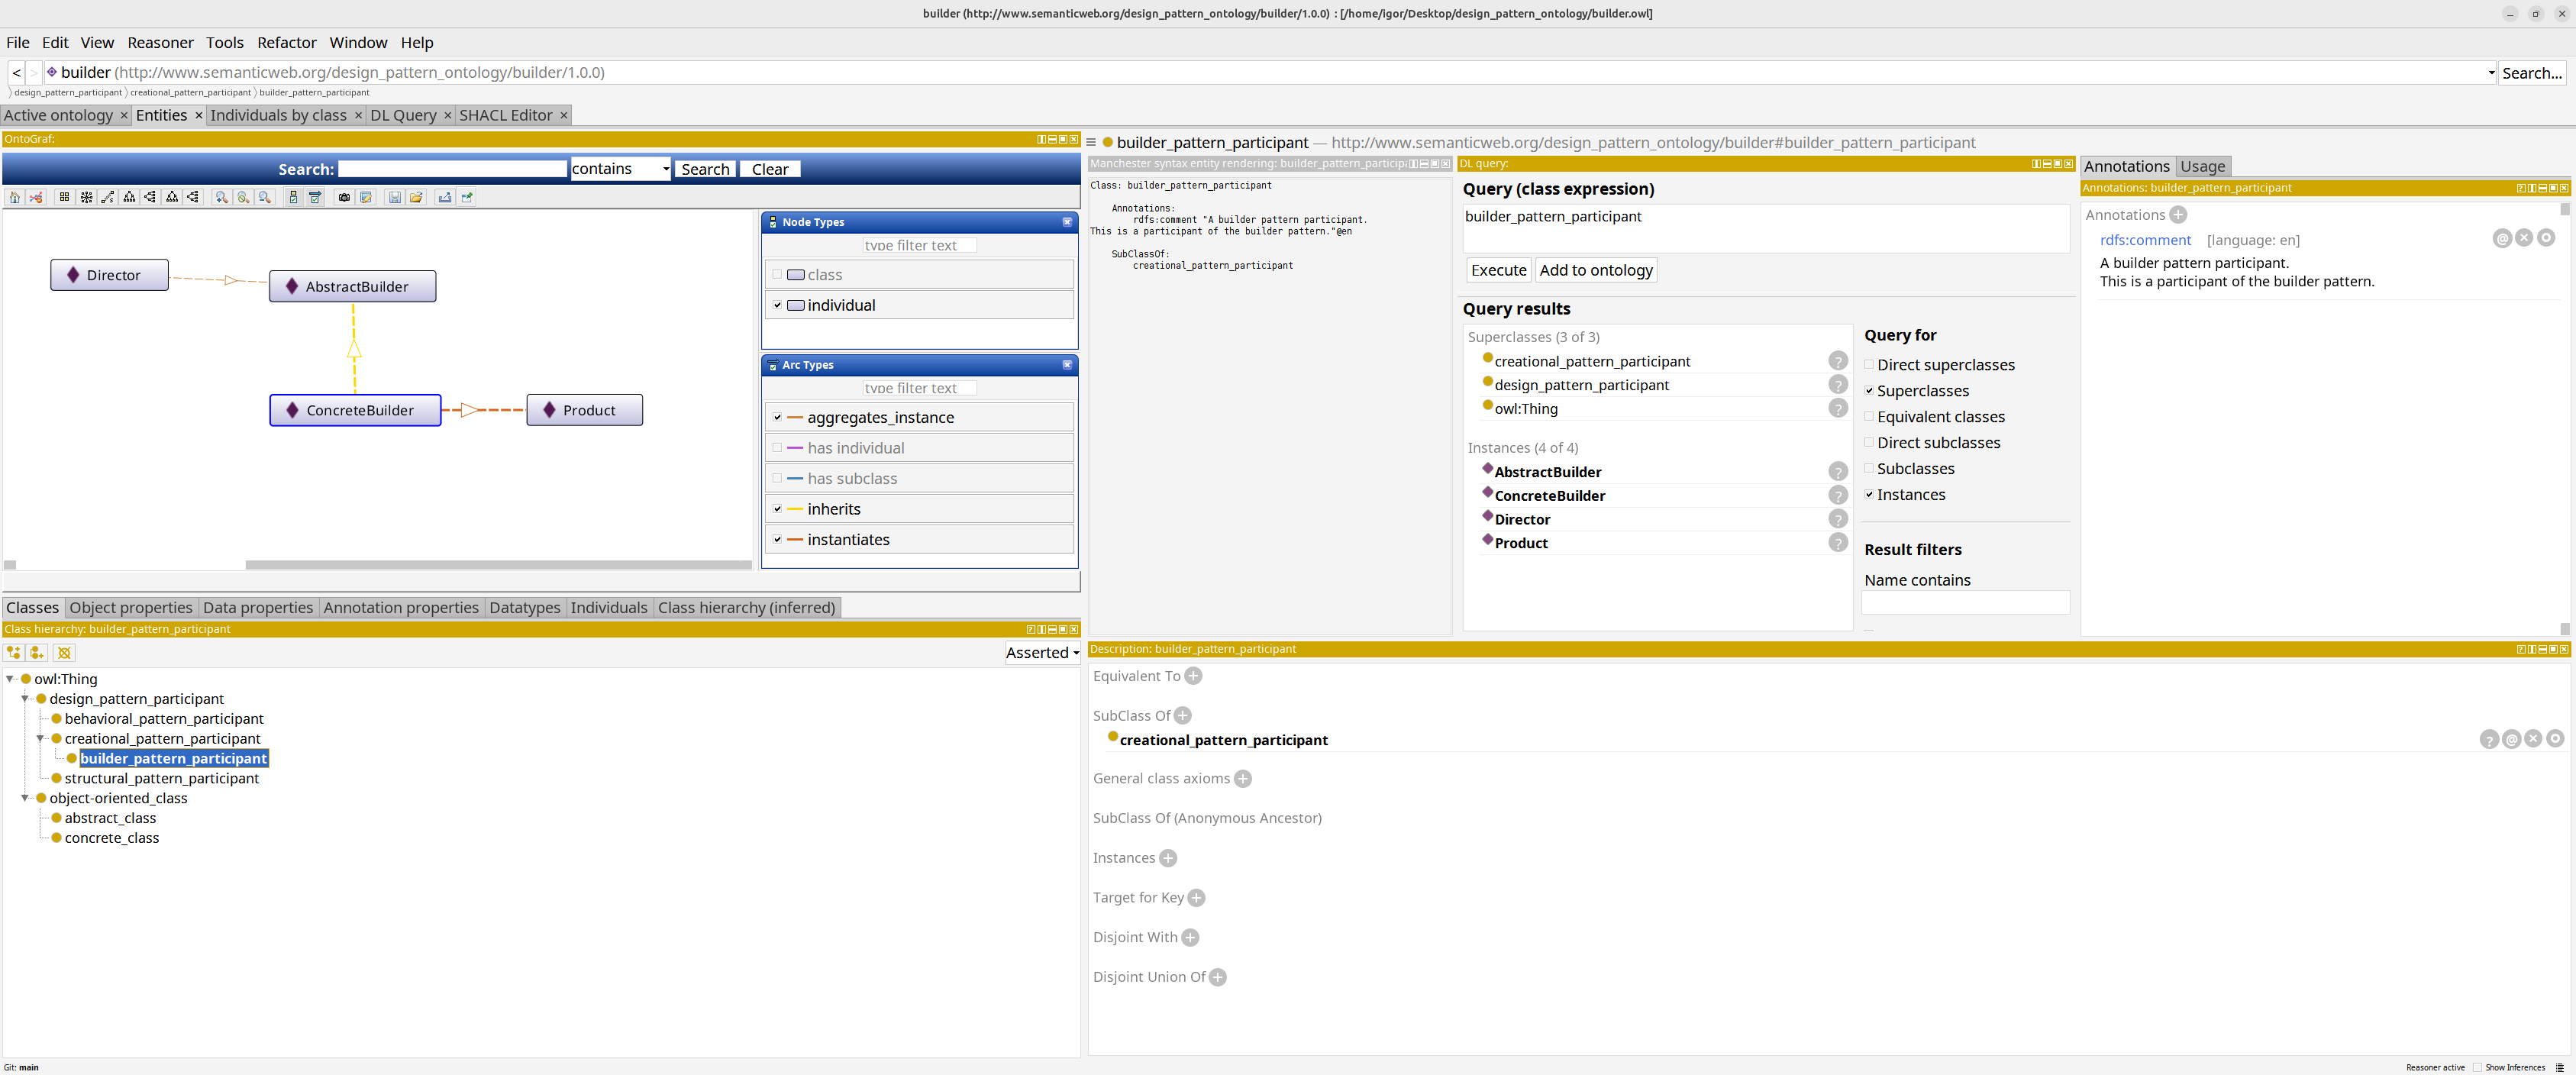 builder (http://www.semanticweb.org/design_pattern_ontology/builder/1.0.0) : [/home/igor/Desktop/design_pattern_ontology/builder.owl]
File Edit View Reasoner Tools Refactor Window Help
< > builder (http://www.semanticweb.org/design_pattern_ontology/builder/1.0.0) Search...
design_pattern_participant creational_pattern_participant builder_pattern_participant
Active ontology × Entities × Individuals by class × DL Query × SHACL Editor ×
OntoGraf:
Search: contains Search Clear
Director
AbstractBuilder
ConcreteBuilder
Product
Node Types
type filter text
class
individual
Arc Types
type filter text
aggregates_instance
has individual
has subclass
inherits
instantiates
Classes Object properties Data properties Annotation properties Datatypes Individuals Class hierarchy (inferred)
Class hierarchy: builder_pattern_participant
Asserted
owl:Thing
design_pattern_participant
behavioral_pattern_participant
creational_pattern_participant
builder_pattern_participant
structural_pattern_participant
object-oriented_class
abstract_class
concrete_class
Git: main
builder_pattern_participant — http://www.semanticweb.org/design_pattern_ontology/builder#builder_pattern_participant
Manchester syntax entity rendering: builder_pattern_particip
Class: builder_pattern_participant
Annotations:
rdfs:comment "A builder pattern participant.
This is a participant of the builder pattern."@en
SubClassOf:
creational_pattern_participant
DL query:
Query (class expression)
builder_pattern_participant
Execute Add to ontology
Query results
Superclasses (3 of 3)
creational_pattern_participant
design_pattern_participant
owl:Thing
Instances (4 of 4)
AbstractBuilder
ConcreteBuilder
Director
Product
Query for
Direct superclasses
Superclasses
Equivalent classes
Direct subclasses
Subclasses
Instances
Result filters
Name contains
Annotations Usage
Annotations: builder_pattern_participant
Annotations
rdfs:comment [language: en]
A builder pattern participant.
This is a participant of the builder pattern.
Description: builder_pattern_participant
Equivalent To
SubClass Of
creational_pattern_participant
General class axioms
SubClass Of (Anonymous Ancestor)
Instances
Target for Key
Disjoint With
Disjoint Union Of
Reasoner active Show Inferences